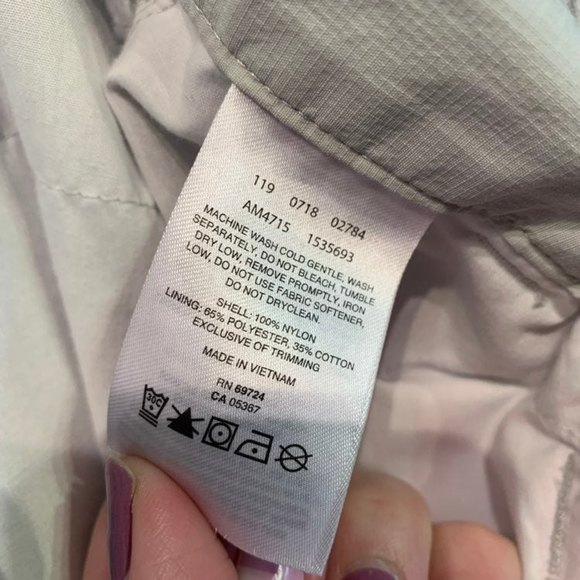 119 0718 02784
AM4715 1535693
MACHINE WASH COLD GENTLE, WASH
SEPARATELY, DO NOT BLEACH, TUMBLE
DRY LOW, REMOVE PROMPTLY, IRON
LOW, DO NOT USE FABRIC SOFTENER,
DO NOT DRYCLEAN.
SHELL: 100% NYLON
LINING: 65% POLYESTER, 35% COTTON
EXCLUSIVE OF TRIMMING
MADE IN VIETNAM
RN 69724
CA 05367
30C